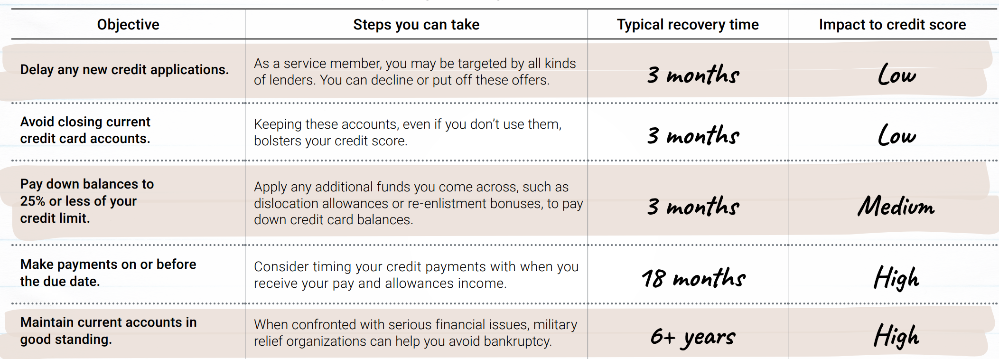 Objective Steps you can take Typical recovery time Impact to credit score
Delay any new credit applications.
As a service member, you may be targeted by all kinds
of lenders. You can decline or put off these offers.
3 months
Low
Avoid closing current
credit card accounts.
Keeping these accounts, even if you don’t use them,
bolsters your credit score.
3 months
Low
Pay down balances to
25% or less of your
credit limit.
Apply any additional funds you come across, such as
dislocation allowances or re-enlistment bonuses, to pay
down credit card balances.
3 months
Medium
Make payments on or before
the due date.
Consider timing your credit payments with when you
receive your pay and allowances income.
18 months
High
Maintain current accounts in
good standing.
When confronted with serious financial issues, military
relief organizations can help you avoid bankruptcy.
6+ years
High